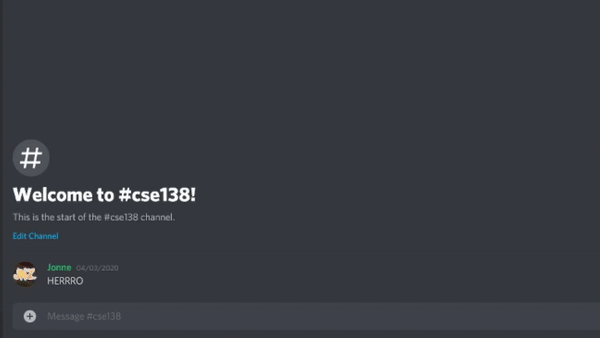 #
Welcome to #cse138!
This is the start of the #cse138 channel.
Edit Channel
Jonne 04/03/2020
HERRRO
Message #cse138